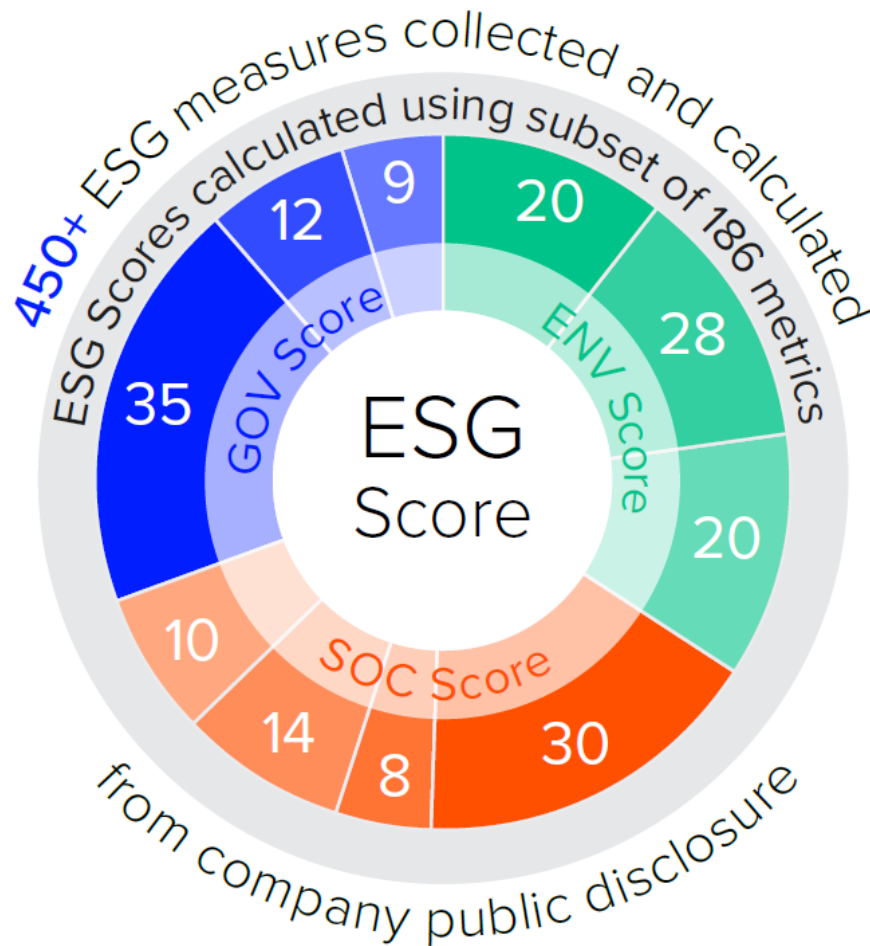 450+ ESG measures collected and calculated
ESG Scores calculated using subset of 186 metrics
20
28
20
30
8
14
10
35
12
9
ENV Score
SOC Score
GOV Score
ESG
Score
from company public disclosure